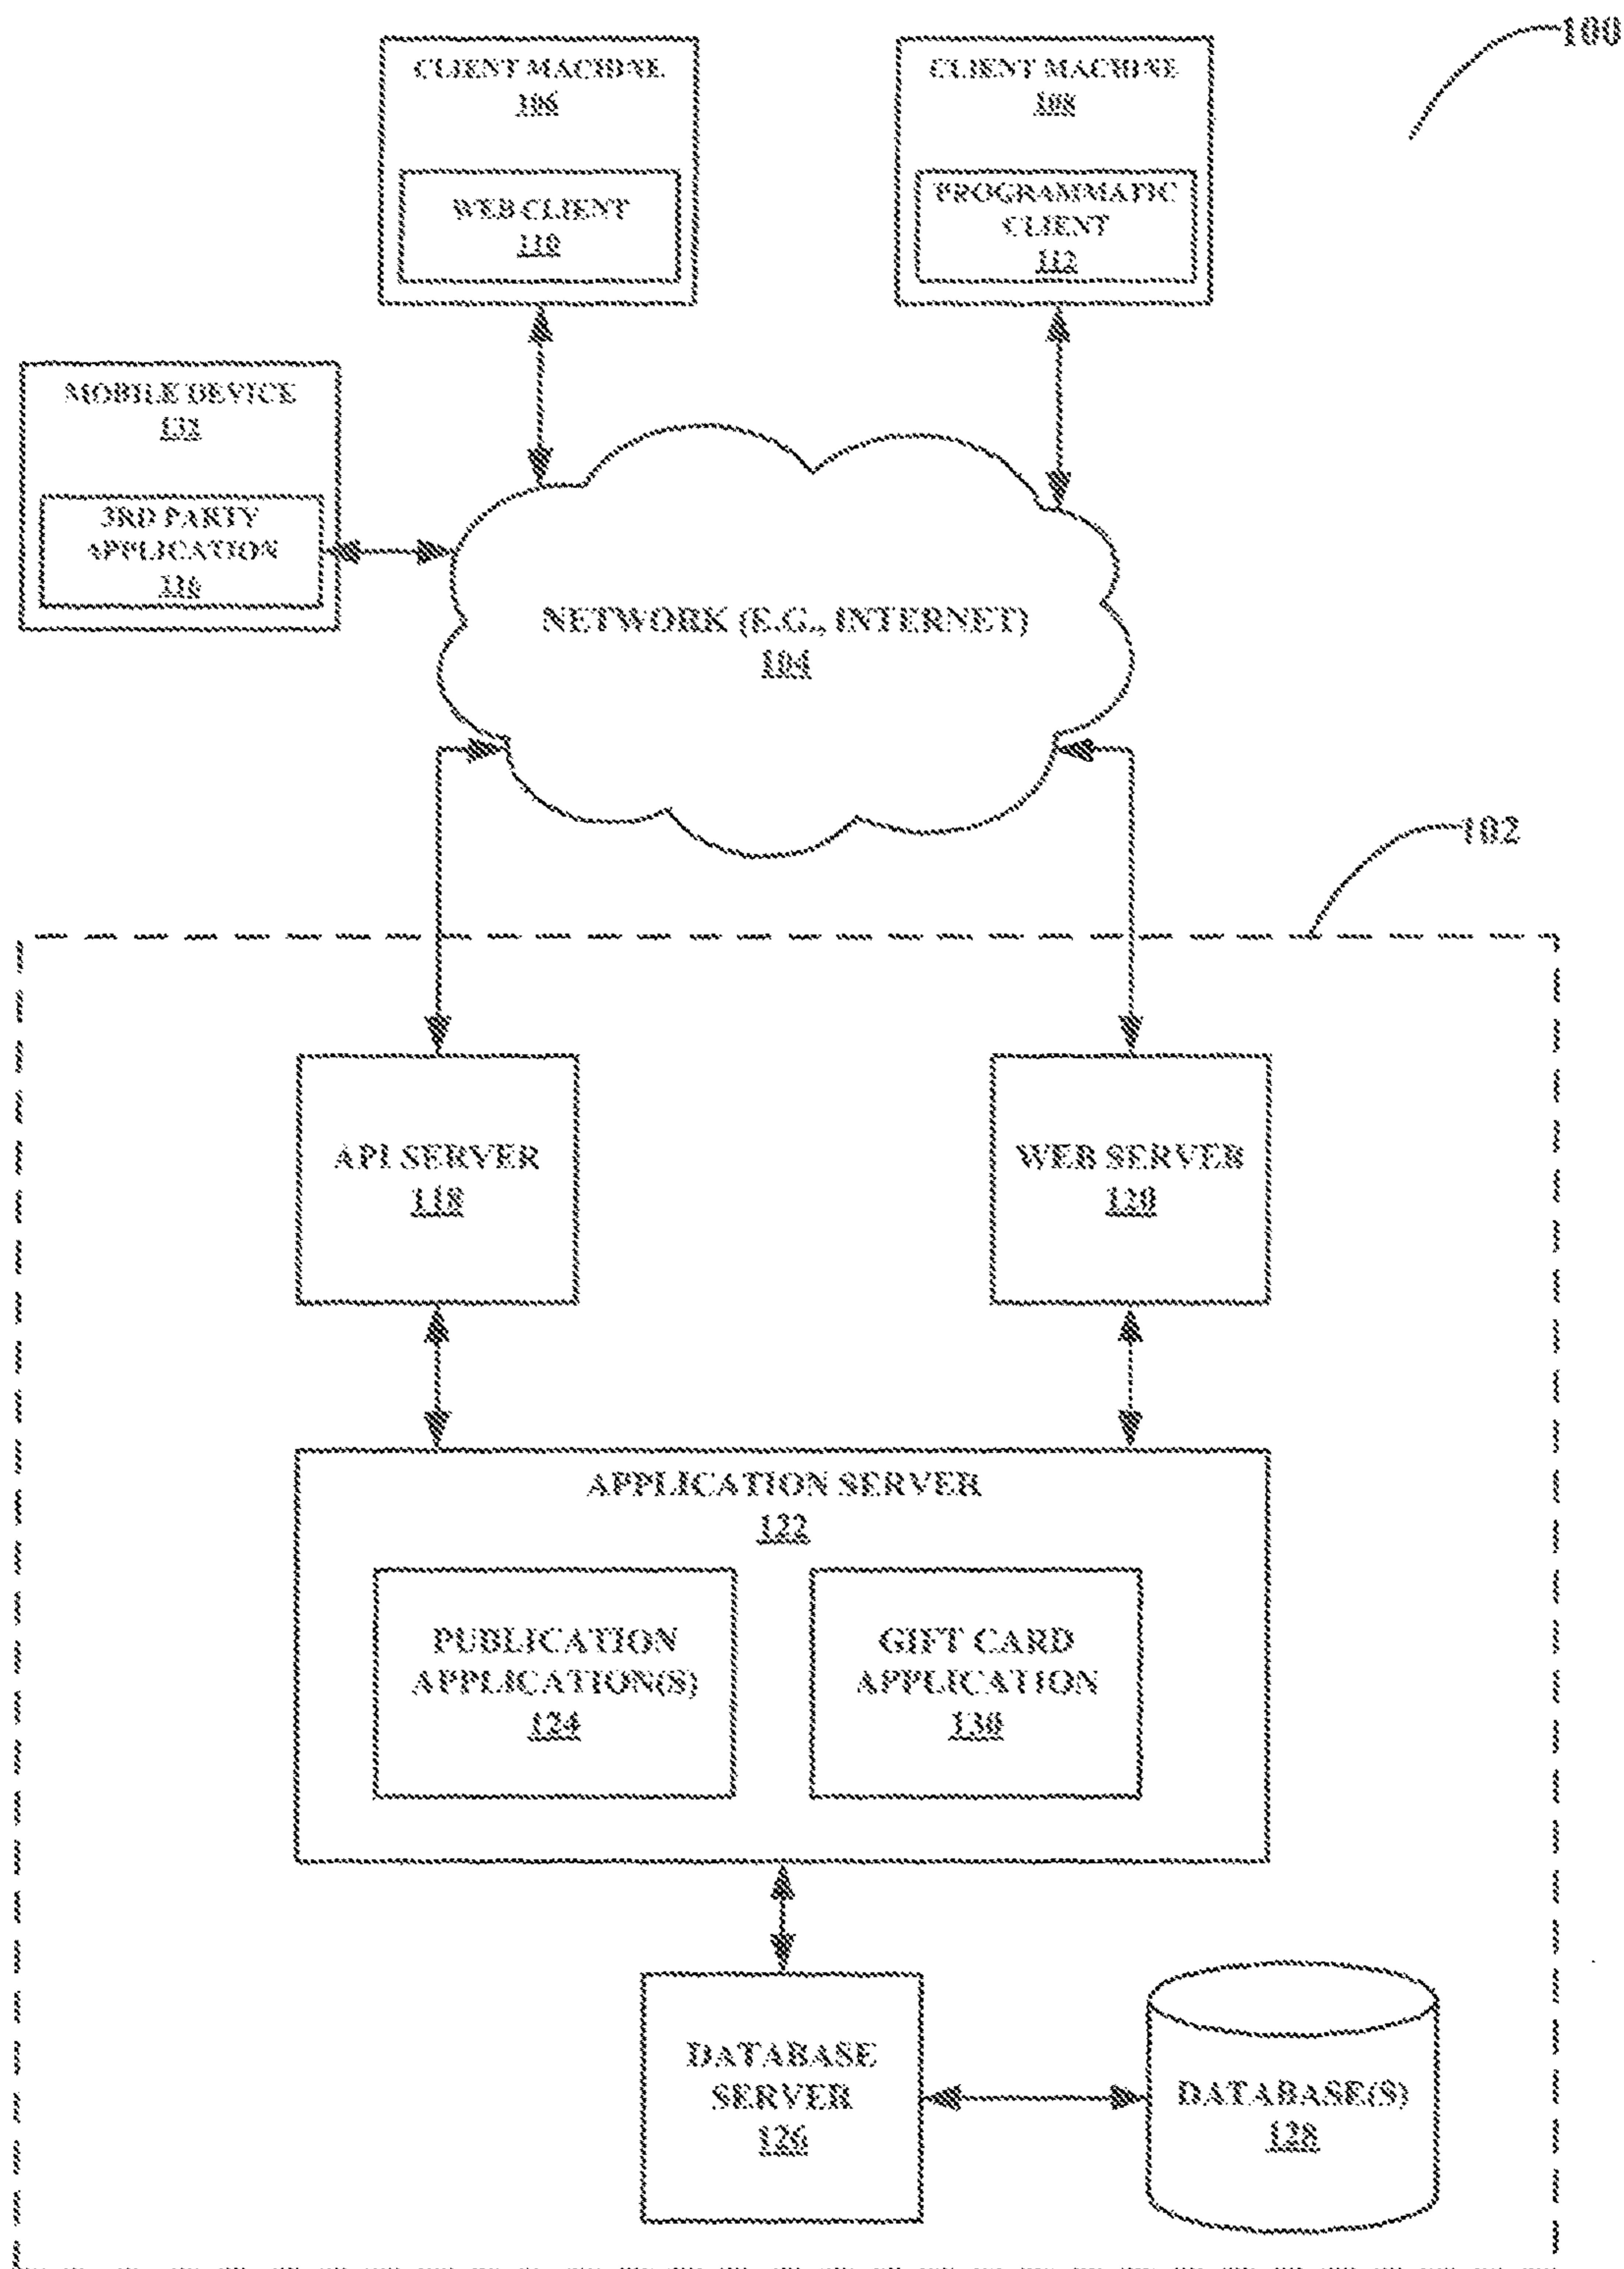 100
CLIENT MACHINE
106
WEB CLIENT
110
CLIENT MACHINE
108
PROGRAMMATIC
CLIENT
112
MOBILE DEVICE
132
3RD PARTY
APPLICATION
116
NETWORK (E.G., INTERNET)
104
102
API SERVER
118
WEB SERVER
120
APPLICATION SERVER
122
PUBLICATION
APPLICATION(S)
124
GIFT CARD
APPLICATION
130
DATABASE
SERVER
126
DATABASE(S)
128